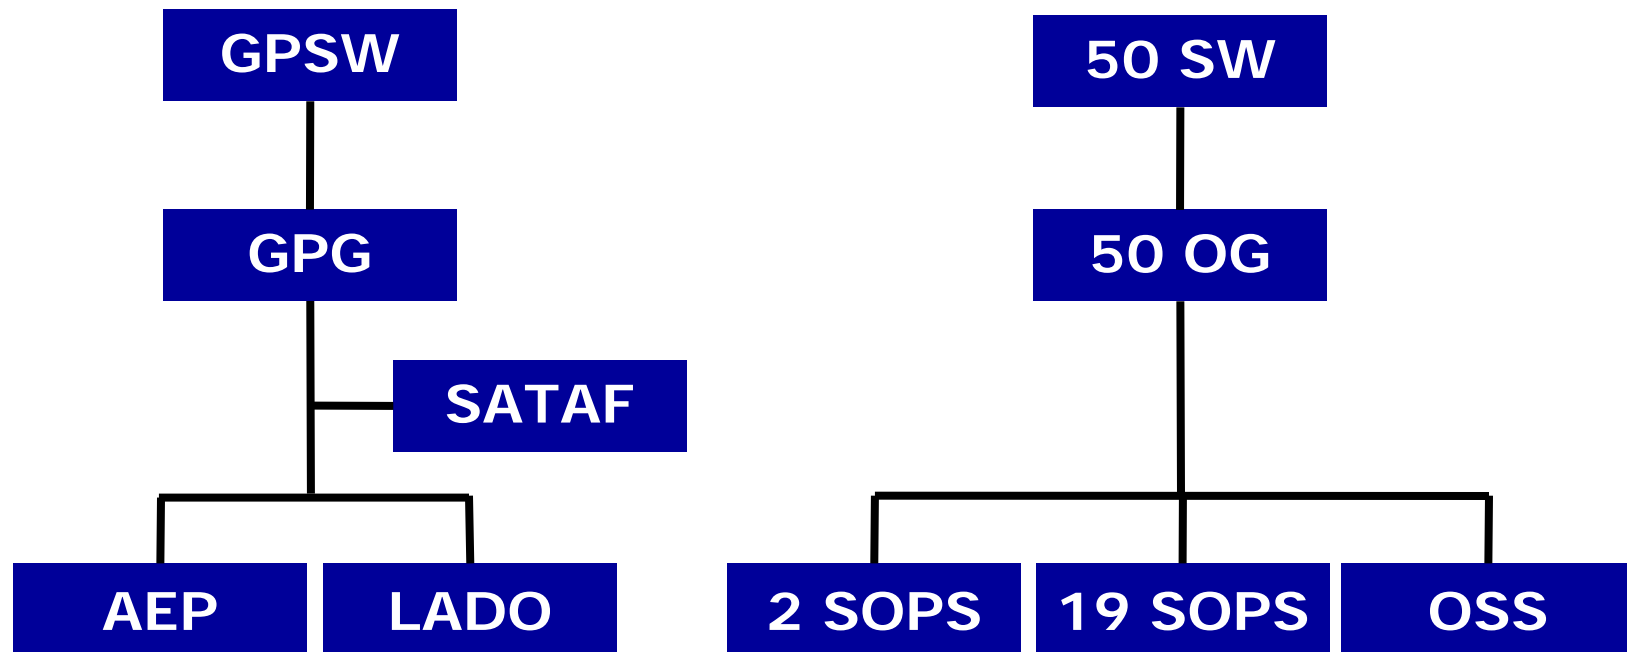 GPSW
50 SW
GPG
50 OG
SATAF
AEP
LADO
2 SOPS
19 SOPS
OSS